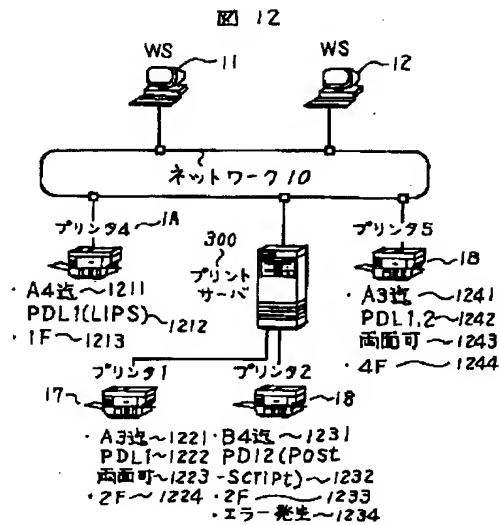 図 12
WS
11
WS
12
ネットワーク10
プリンタ4
1A
300
プリント
サーバ
プリンタ5
18
・A4迄~1211
PDL1(LIPS)~1212
・1F~1213
・A3迄~1241
PDL1,2~1242
両面可~1243
・4F~1244
プリンタ1
17
プリンタ2
18
・A3迄~1221
PDL1~1222
両面可~1223
・2F~1224
・B4迄~1231
PD12(Post
-Script)~1232
・2F~1233
・エラー発生~1234